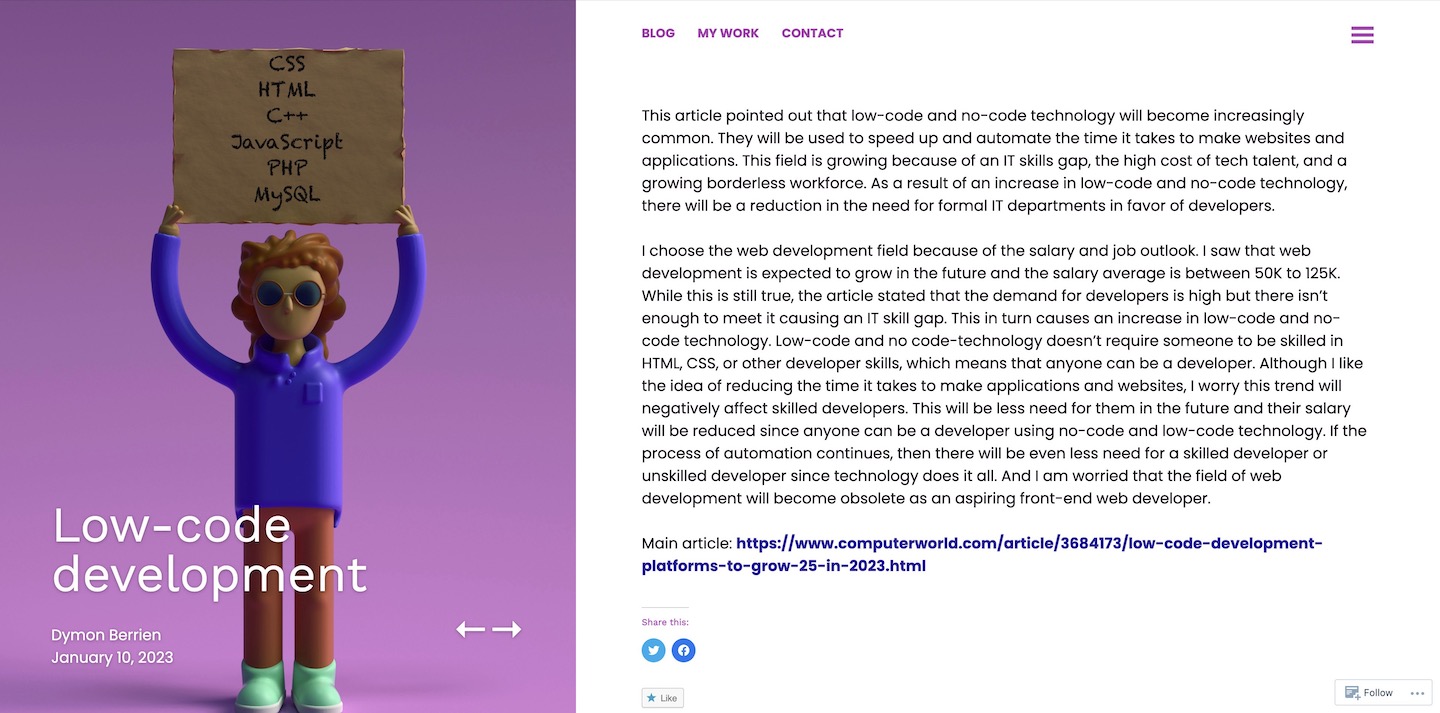 CSS
HTML
C++
JavaScript
PHP
MySQL
Low-code
development
Dymon Berrien
January 10, 2023
BLOG MY WORK CONTACT
This article pointed out that low-code and no-code technology will become increasingly
common. They will be used to speed up and automate the time it takes to make websites and
applications. This field is growing because of an IT skills gap, the high cost of tech talent, and a
growing borderless workforce. As a result of an increase in low-code and no-code technology,
there will be a reduction in the need for formal IT departments in favor of developers.
I choose the web development field because of the salary and job outlook. I saw that web
development is expected to grow in the future and the salary average is between 50K to 125K.
While this is still true, the article stated that the demand for developers is high but there isn't
enough to meet it causing an IT skill gap. This in turn causes an increase in low-code and no-
code technology. Low-code and no code-technology doesn't require someone to be skilled in
HTML, CSS, or other developer skills, which means that anyone can be a developer. Although I like
the idea of reducing the time it takes to make applications and websites, I worry this trend will
negatively affect skilled developers. This will be less need for them in the future and their salary
will be reduced since anyone can be a developer using no-code and low-code technology. If the
process of automation continues, then there will be even less need for a skilled developer or
unskilled developer since technology does it all. And I am worried that the field of web
development will become obsolete as an aspiring front-end web developer.
Main article: https://www.computerworld.com/article/3684173/low-code-development-
platforms-to-grow-25-in-2023.html
Share this:
Like
Follow